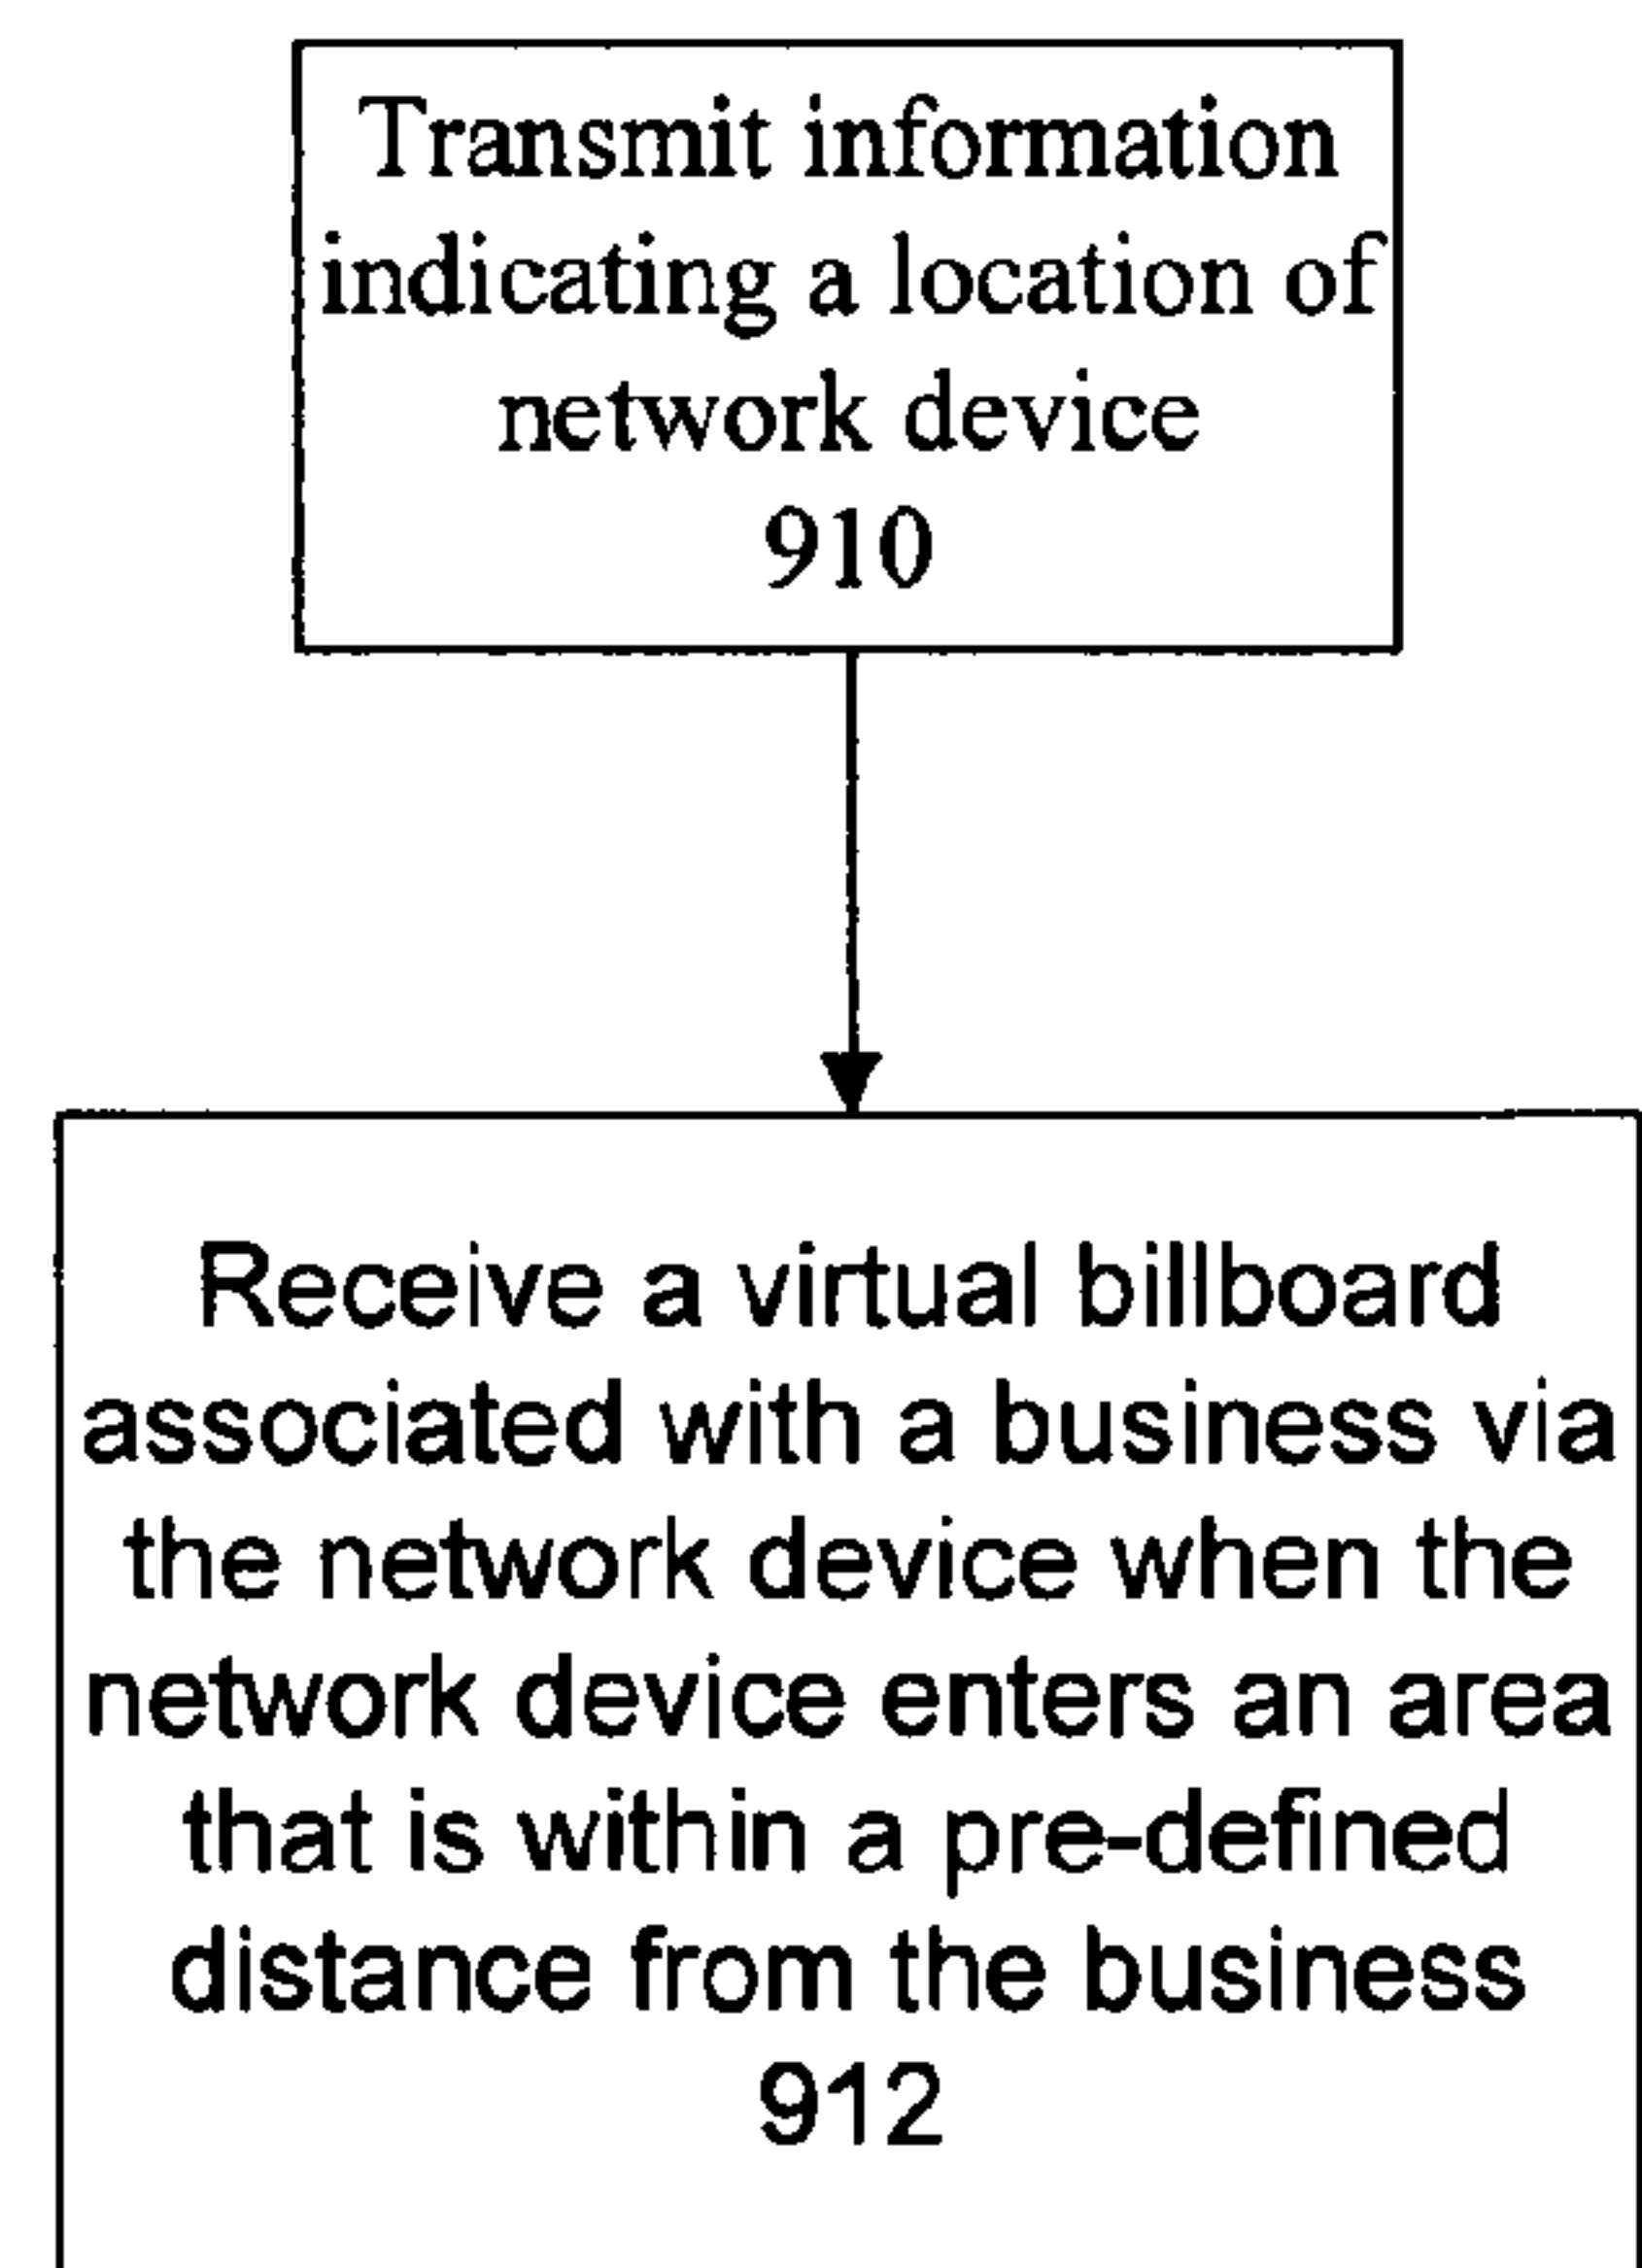 Transmit information
indicating a location of
network device
910
Receive a virtual billboard
associated with a business via
the network device when the
network device enters an area
that is within a pre-defined
distance from the business
912